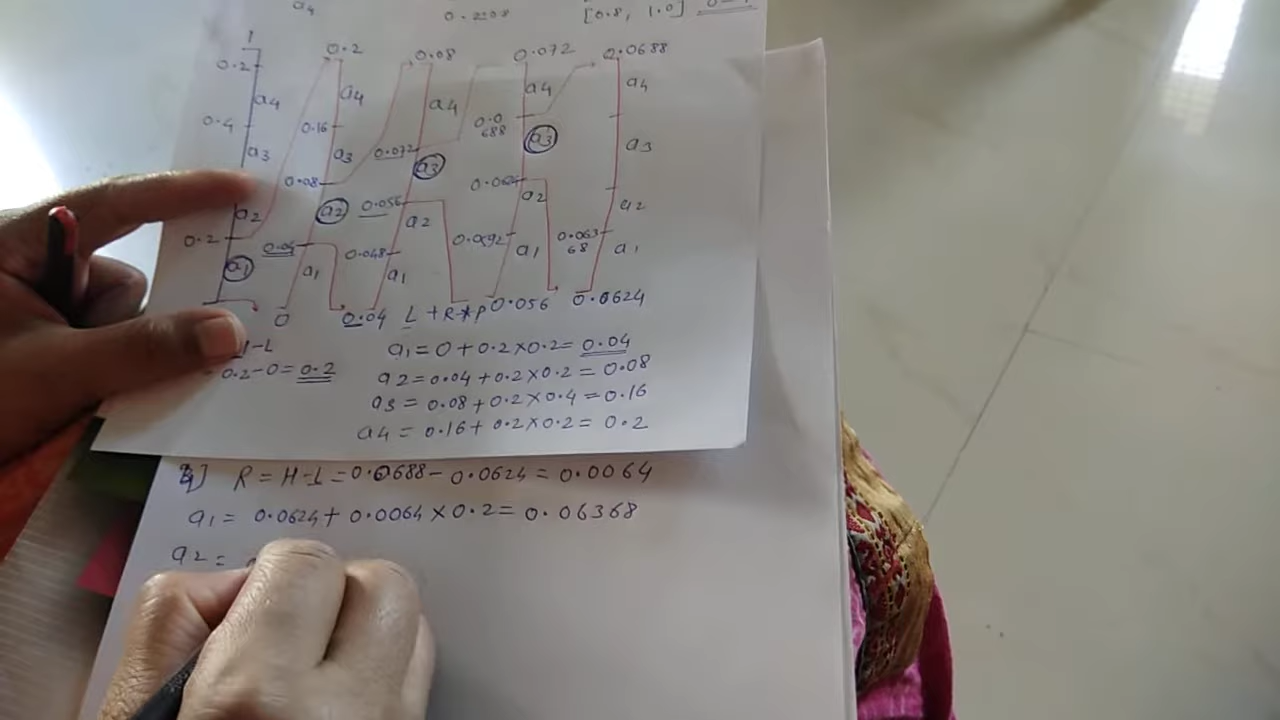 a4 0.2208 [0.8, 1.0]
1 0.2 0.08 0.072 0.0688
0.2 a4 a4 a4 a4
a4
0.4 0.16 0.0688
a3 a3 0.072 a3 a3 a3
0.08 0.0624
a2 a2 0.056 a2 a2 a2
0.2 0.04 0.048 0.0592 0.06368
a1 a1 a1 a1 a1
0 0.04 L + R*P 0.056 0.0624
-L a1 = 0 + 0.2 × 0.2 = 0.04
0.2 - 0 = 0.2 a2 = 0.04 + 0.2 × 0.2 = 0.08
a3 = 0.08 + 0.2 × 0.4 = 0.16
a4 = 0.16 + 0.2 × 0.2 = 0.2
R = H - L = 0.0688 - 0.0624 = 0.0064
a1 = 0.0624 + 0.0064 × 0.2 = 0.06368
a2 =